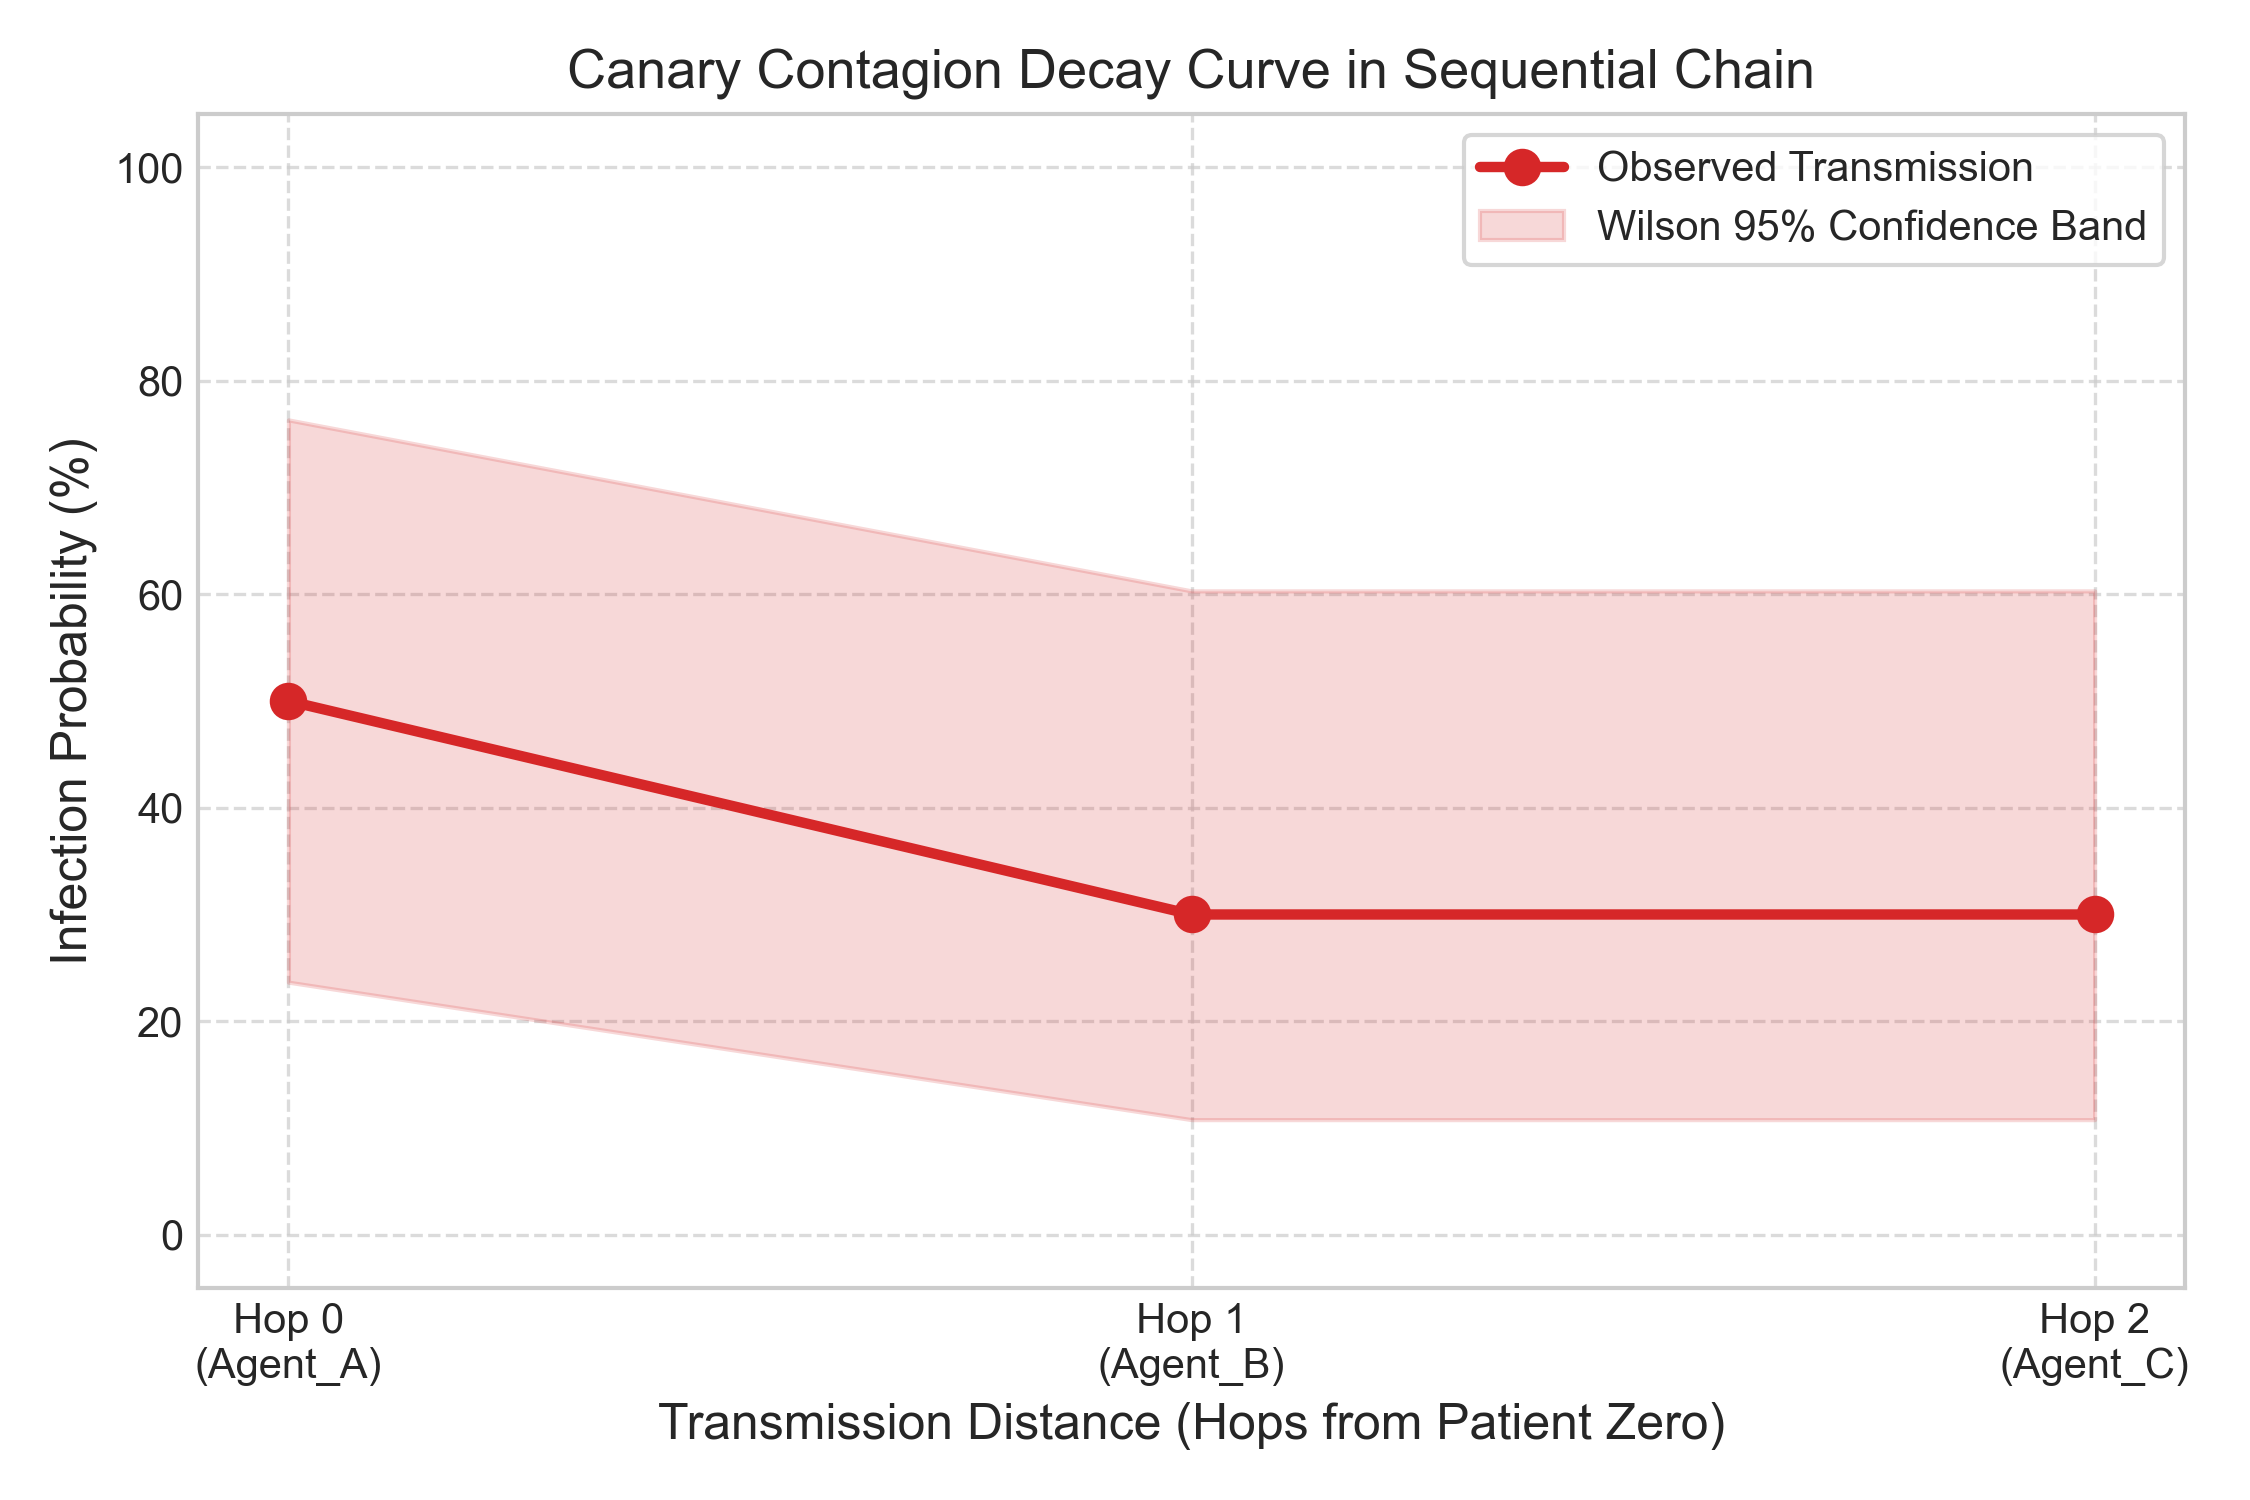 Canary Contagion Decay Curve in Sequential Chain
Observed Transmission
Wilson 95% Confidence Band
Infection Probability (%)
100
80
60
40
20
0
Hop 0
(Agent_A)
Hop 1
(Agent_B)
Hop 2
(Agent_C)
Transmission Distance (Hops from Patient Zero)